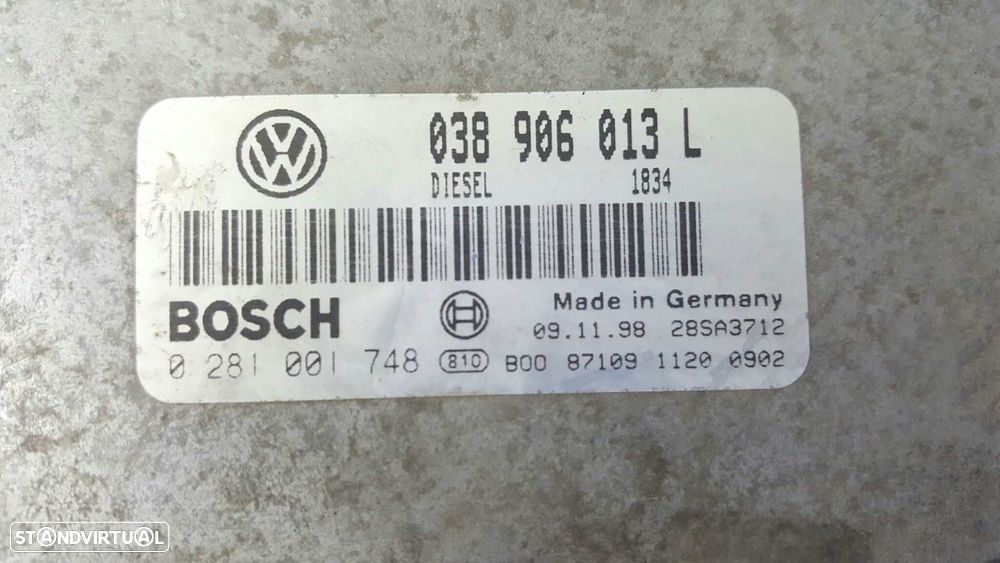 038 906 013 L
DIESEL 1834
BOSCH
Made in Germany
09.11.98 28SA3712
0 281 001 748 810 B00 87109 1120 0902
STANDVIRTUAL